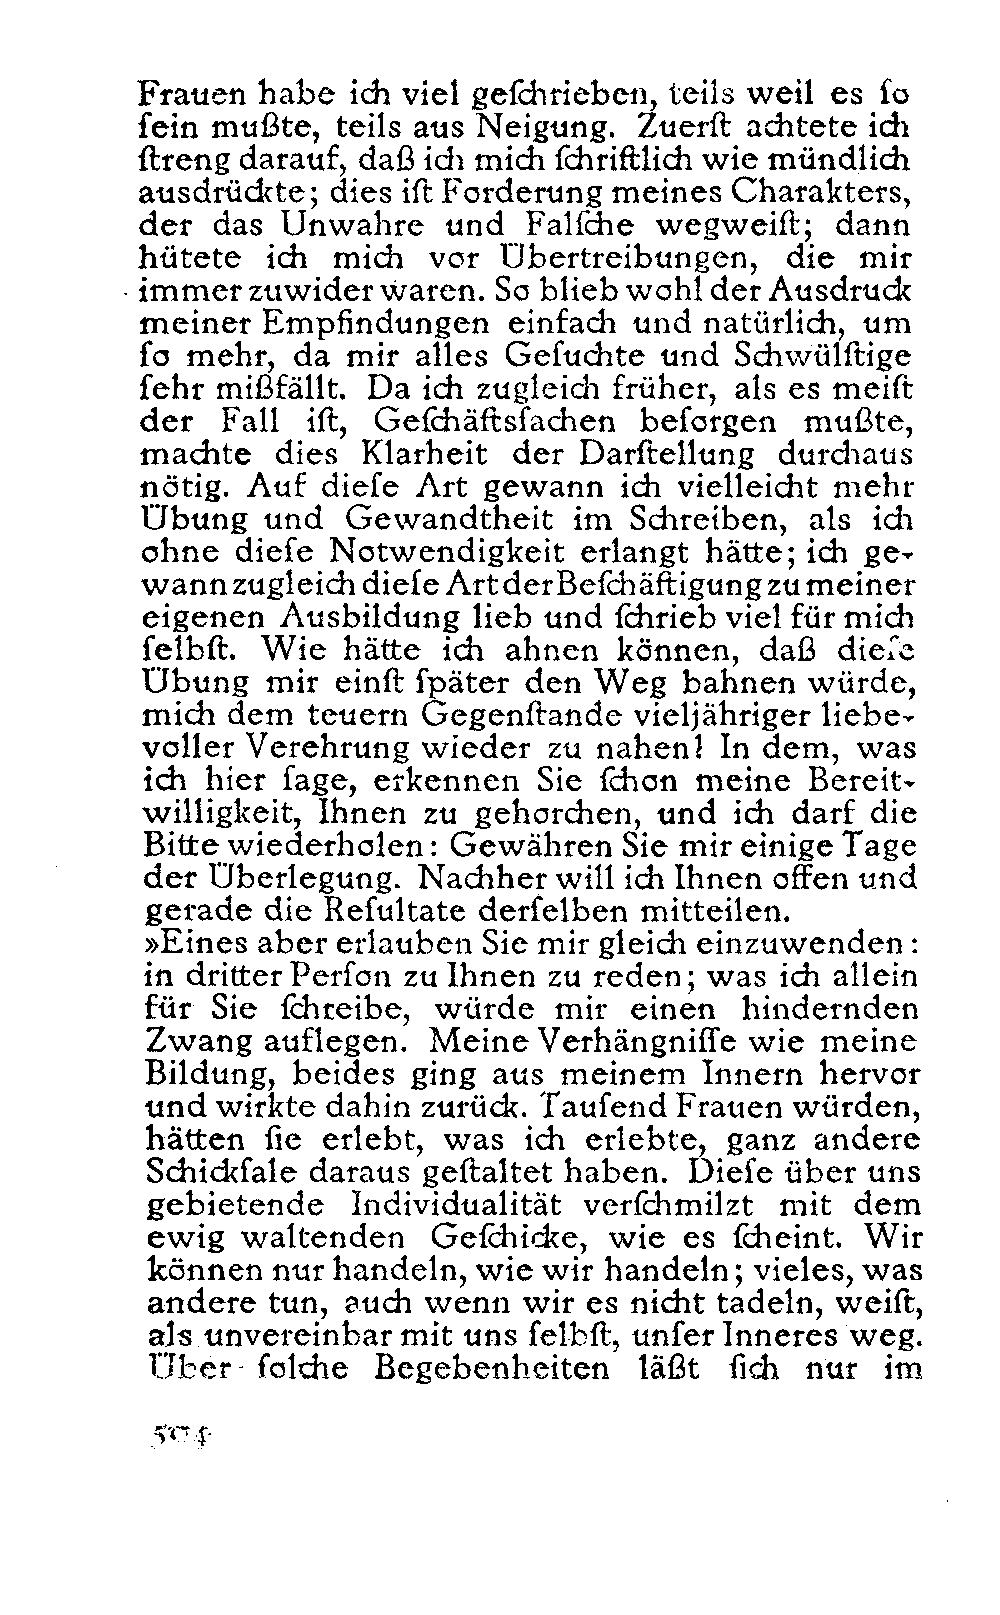 Frauen habe ich viel geſchrieben, teils weil es ſo
ſein mußte, teils aus Neigung. Zuerſt achtete ich
ſtreng darauf, daß ich mich ſchriftlich wie mündlich
ausdrückte; dies iſt Forderung meines Charakters,
der das Unwahre und Falſche wegweiſt; dann
hütete ich mich vor Übertreibungen, die mir
immer zuwider waren. So blieb wohl der Ausdruck
meiner Empfindungen einfach und natürlich, um
ſo mehr, da mir alles Geſuchte und Schwülſtige
ſehr mißfällt. Da ich zugleich früher, als es meiſt
der Fall iſt, Geſchäftsſachen beſorgen mußte,
machte dies Klarheit der Darſtellung durchaus
nötig. Auf dieſe Art gewann ich vielleicht mehr
Übung und Gewandtheit im Schreiben, als ich
ohne dieſe Notwendigkeit erlangt hätte; ich ge-
wann zugleich dieſe Art der Beſchäftigung zu meiner
eigenen Ausbildung lieb und ſchrieb viel für mich
ſelbſt. Wie hätte ich ahnen können, daß dieſe
Übung mir einſt ſpäter den Weg bahnen würde,
mich dem teuern Gegenſtande vieljähriger liebe-
voller Verehrung wieder zu nahen! In dem, was
ich hier ſage, erkennen Sie ſchon meine Bereit-
willigkeit, Ihnen zu gehorchen, und ich darf die
Bitte wiederholen: Gewähren Sie mir einige Tage
der Überlegung. Nachher will ich Ihnen offen und
gerade die Reſultate derſelben mitteilen.
»Eines aber erlauben Sie mir gleich einzuwenden:
in dritter Perſon zu Ihnen zu reden; was ich allein
für Sie ſchreibe, würde mir einen hindernden
Zwang auflegen. Meine Verhängniſſe wie meine
Bildung, beides ging aus meinem Innern hervor
und wirkte dahin zurück. Tauſend Frauen würden,
hätten ſie erlebt, was ich erlebte, ganz andere
Schickſale daraus geſtaltet haben. Dieſe über uns
gebietende Individualität verſchmilzt mit dem
ewig waltenden Geſchicke, wie es ſcheint. Wir
können nur handeln, wie wir handeln; vieles, was
andere tun, auch wenn wir es nicht tadeln, weiſt,
als unvereinbar mit uns ſelbſt, unſer Inneres weg.
Über ſolche Begebenheiten läßt ſich nur im
504